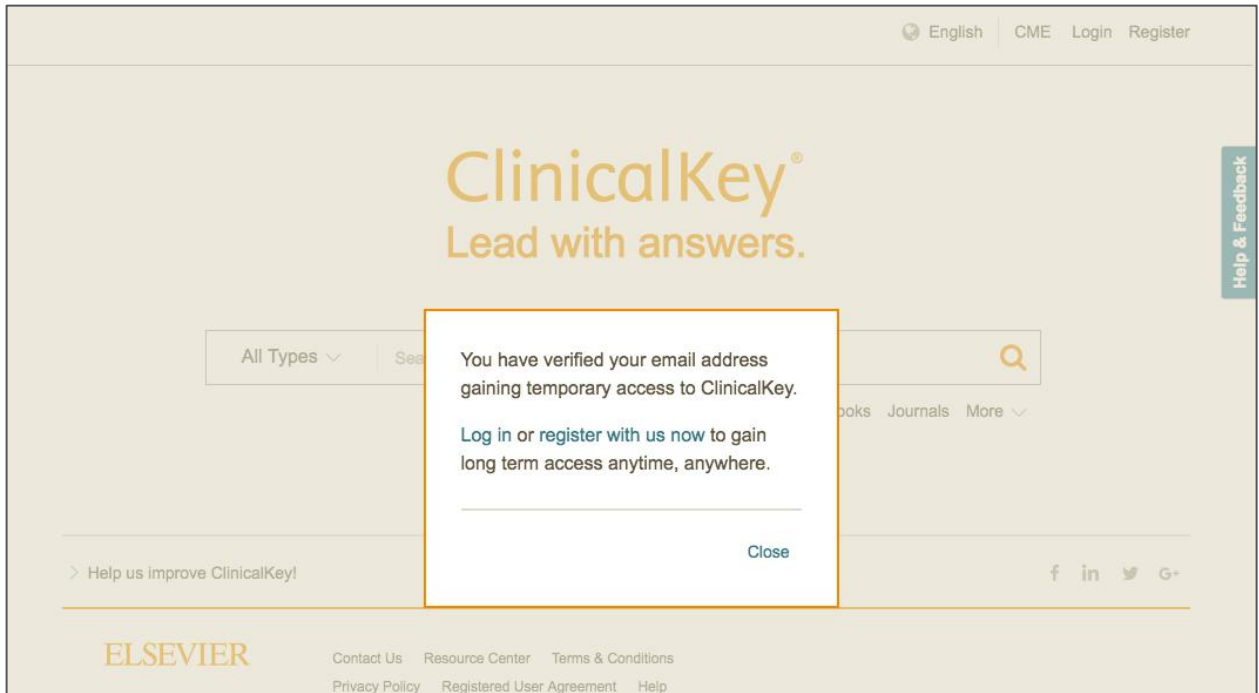 English CME Login Register
ClinicalKey®
Lead with answers.
Help & Feedback
All Types Sea
You have verified your email address
gaining temporary access to ClinicalKey.
Journals More
Log in or register with us now to gain
long term access anytime, anywhere.
Close
Help us improve ClinicalKey!
f in G+
ELSEVIER
Contact Us Resource Center Terms & Conditions
Privacy Policy Registered User Agreement Help